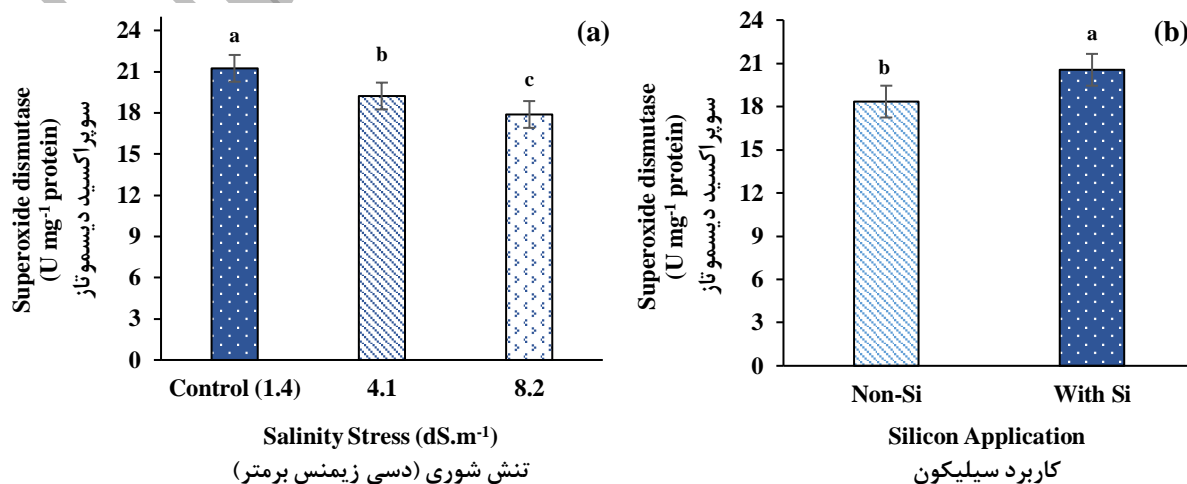 (a)
Superoxide dismutase
(U mg-1 protein)
سوپراکسید دیسموتاز
24
21
18
15
12
9
6
3
0
a
b
c
Control (1.4) 4.1 8.2
Salinity Stress (dS.m-1)
تنش شوری (دسی زیمنس برمتر)
(b)
Superoxide dismutase
(U mg-1 protein)
سوپراکسید دیسموتاز
24
21
18
15
12
9
6
3
0
b
a
Non-Si With Si
Silicon Application
کاربرد سیلیکون